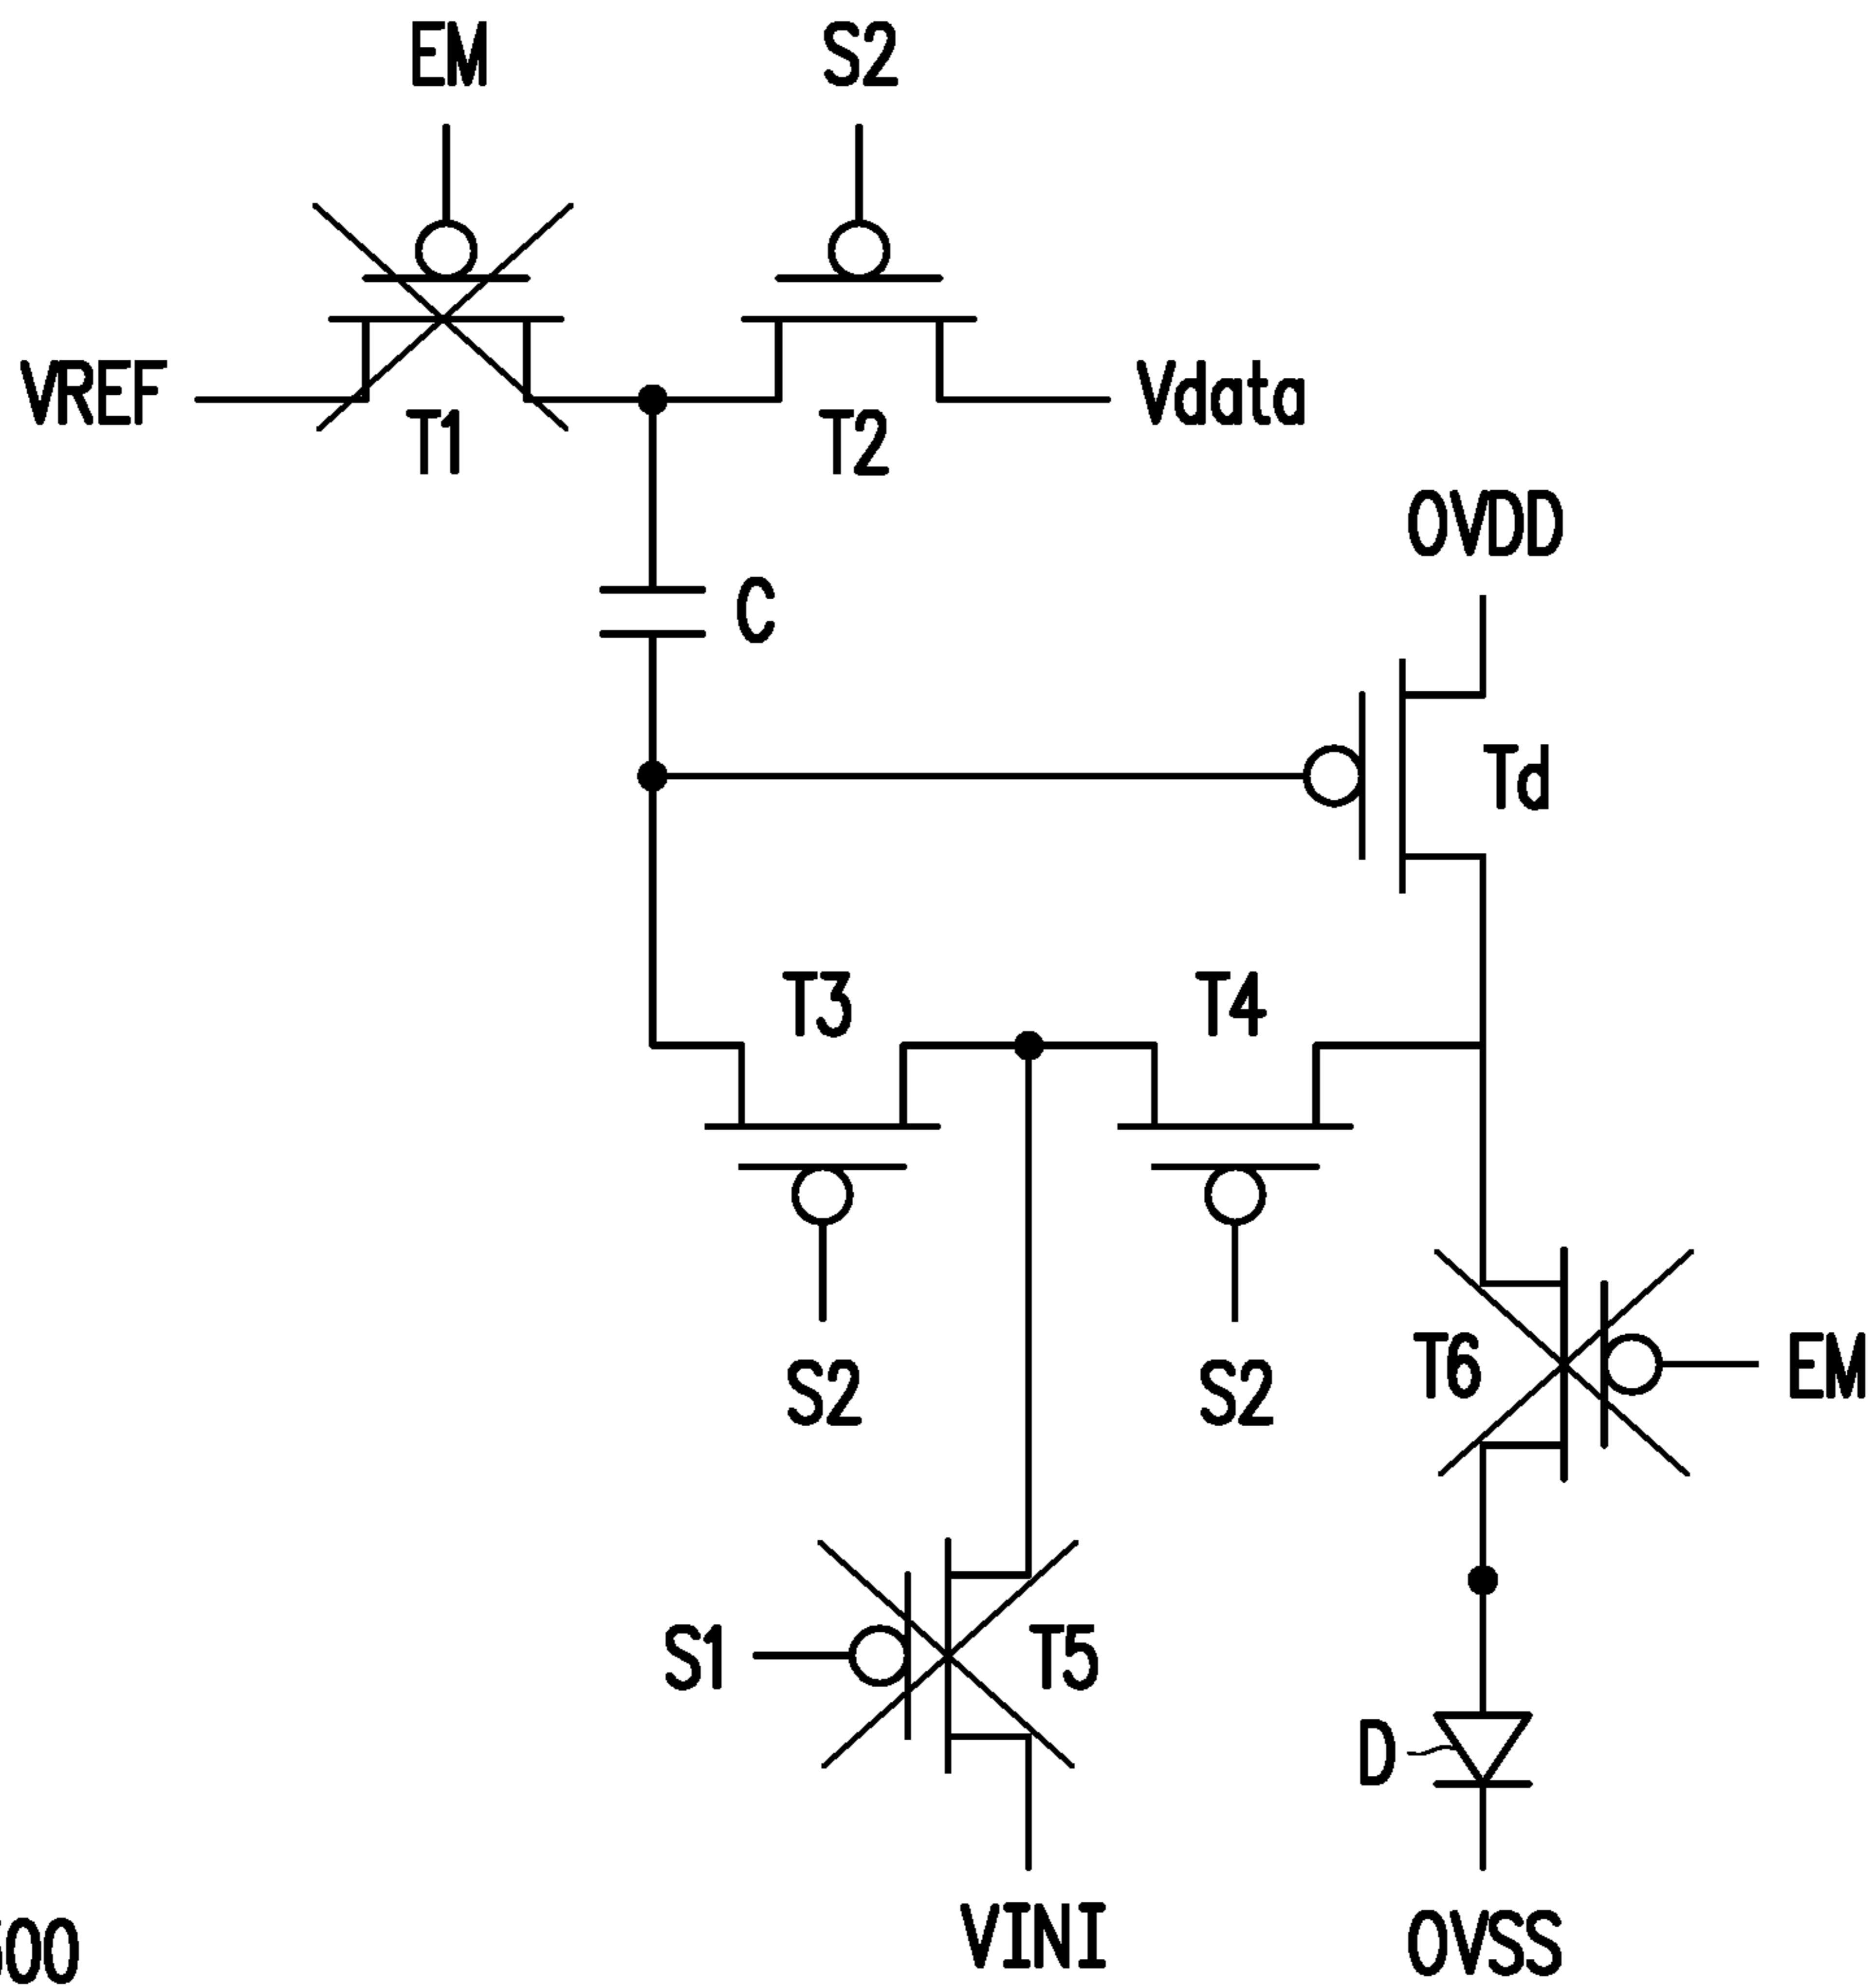 EM S2
VREF T1 T2 Vdata
OVDD
C
Td
T3 T4
S2 S2 T6 EM
S1 T5
D
VINI OVSS